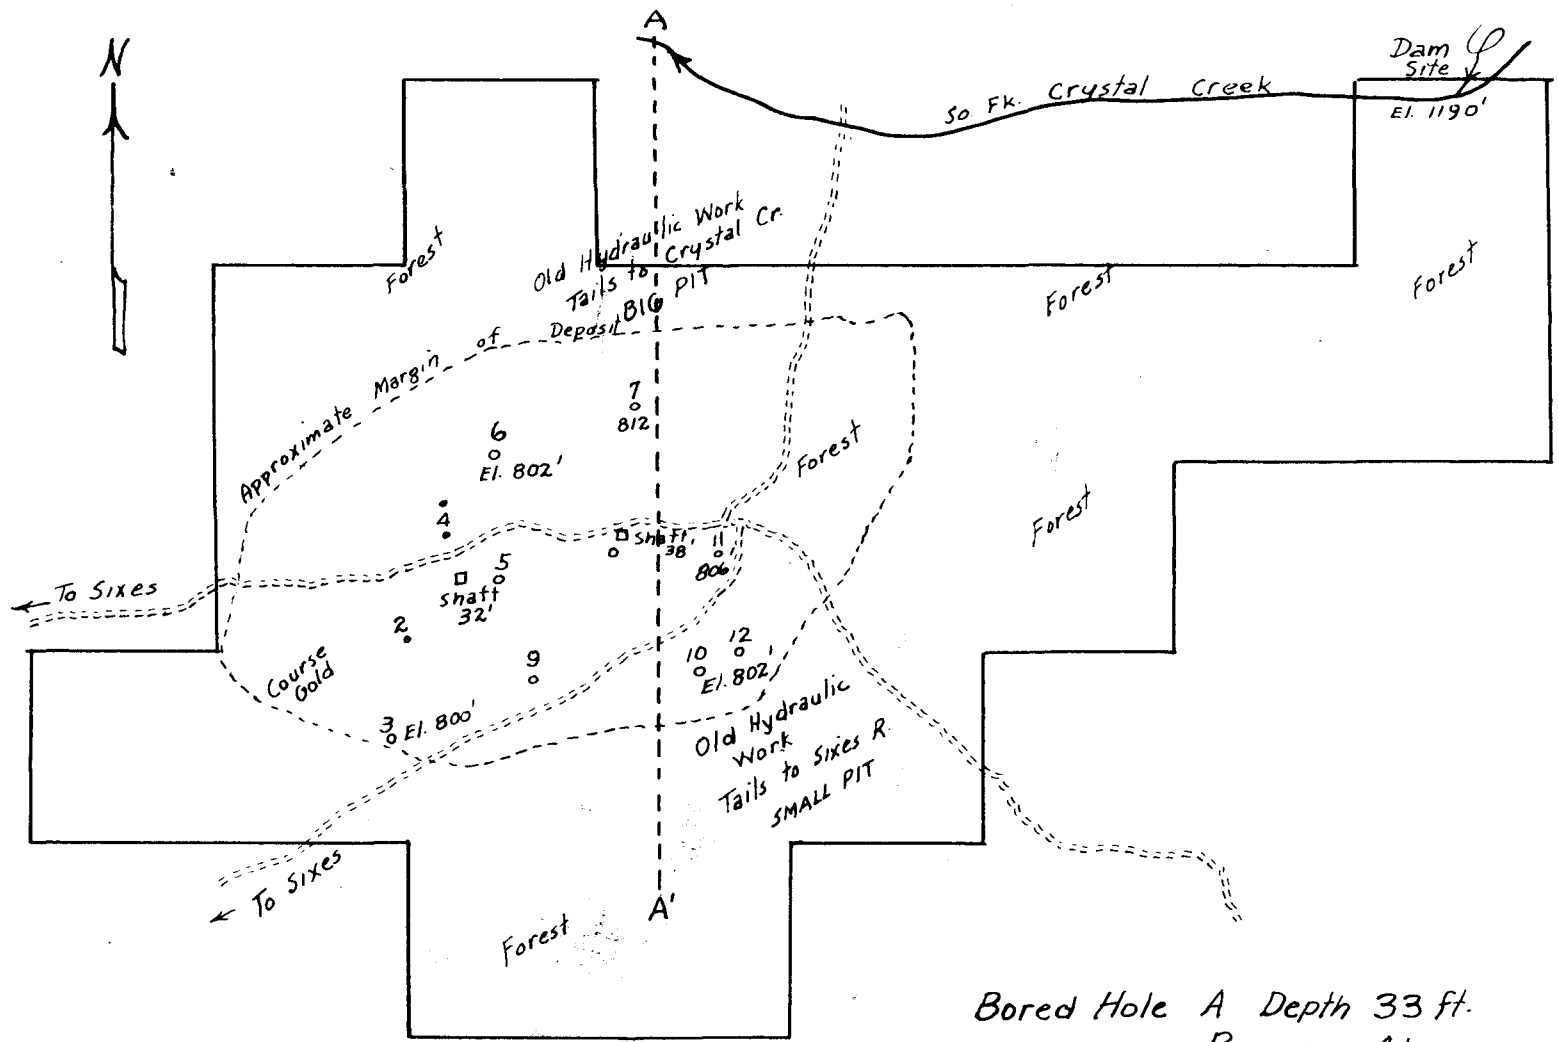 A
N
Dam
Site
So. Fk. Crystal Creek
El. 1190'
Old Hydraulic Work
Tails to Crystal Cr.
BIG PIT
Forest
Forest
Forest
Approximate Margin of Deposit
7
812
6
El. 802'
Forest
4
Forest
Shaft
38'
11
806
5
Shaft
32'
To Sixes
2
Course
Gold
9
10
12
El. 802'
3
El. 800'
Old Hydraulic
Work
Tails to Sixes R.
SMALL PIT
To Sixes
A'
Forest
Bored Hole A Depth 33 ft.